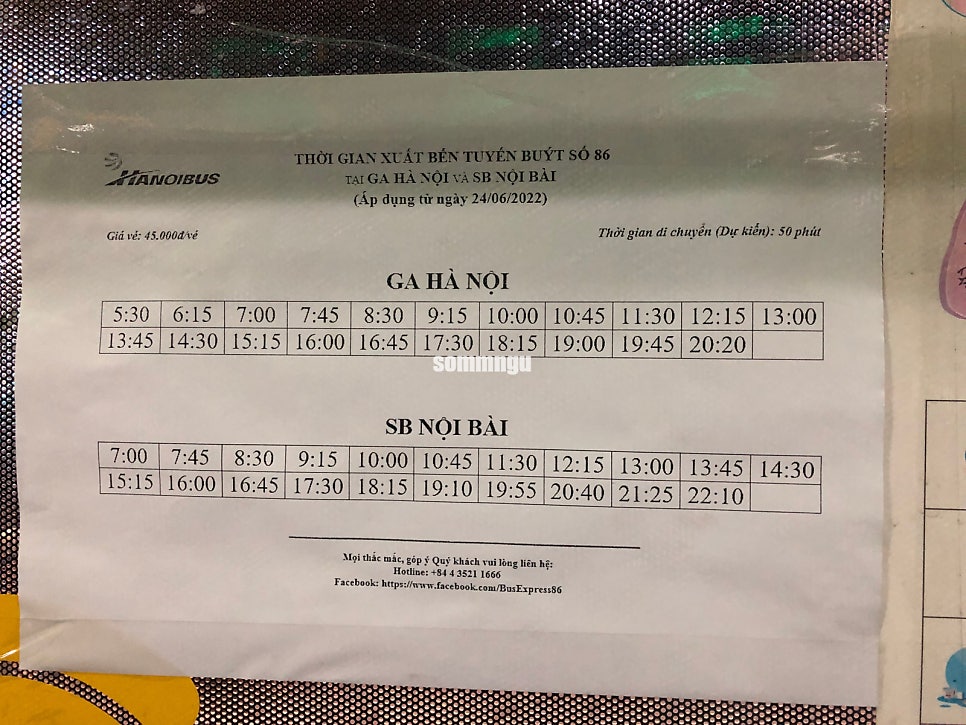 HANOIBUS
THỜI GIAN XUẤT BẾN TUYẾN BUÝT SỐ 86
TẠI GA HÀ NỘI VÀ SB NỘI BÀI
(Áp dụng từ ngày 24/06/2022)
Giá vé: 45.000đ/vé
Thời gian di chuyển (Dự kiến): 50 phút
GA HÀ NỘI
5:30 6:15 7:00 7:45 8:30 9:15 10:00 10:45 11:30 12:15 13:00
13:45 14:30 15:15 16:00 16:45 17:30 18:15 19:00 19:45 20:20
sommngu
SB NỘI BÀI
7:00 7:45 8:30 9:15 10:00 10:45 11:30 12:15 13:00 13:45 14:30
15:15 16:00 16:45 17:30 18:15 19:10 19:55 20:40 21:25 22:10
Mọi thắc mắc, góp ý Quý khách vui lòng liên hệ:
Hotline: +84 4 3521 1666
Facebook: https://www.facebook.com/BusExpress86